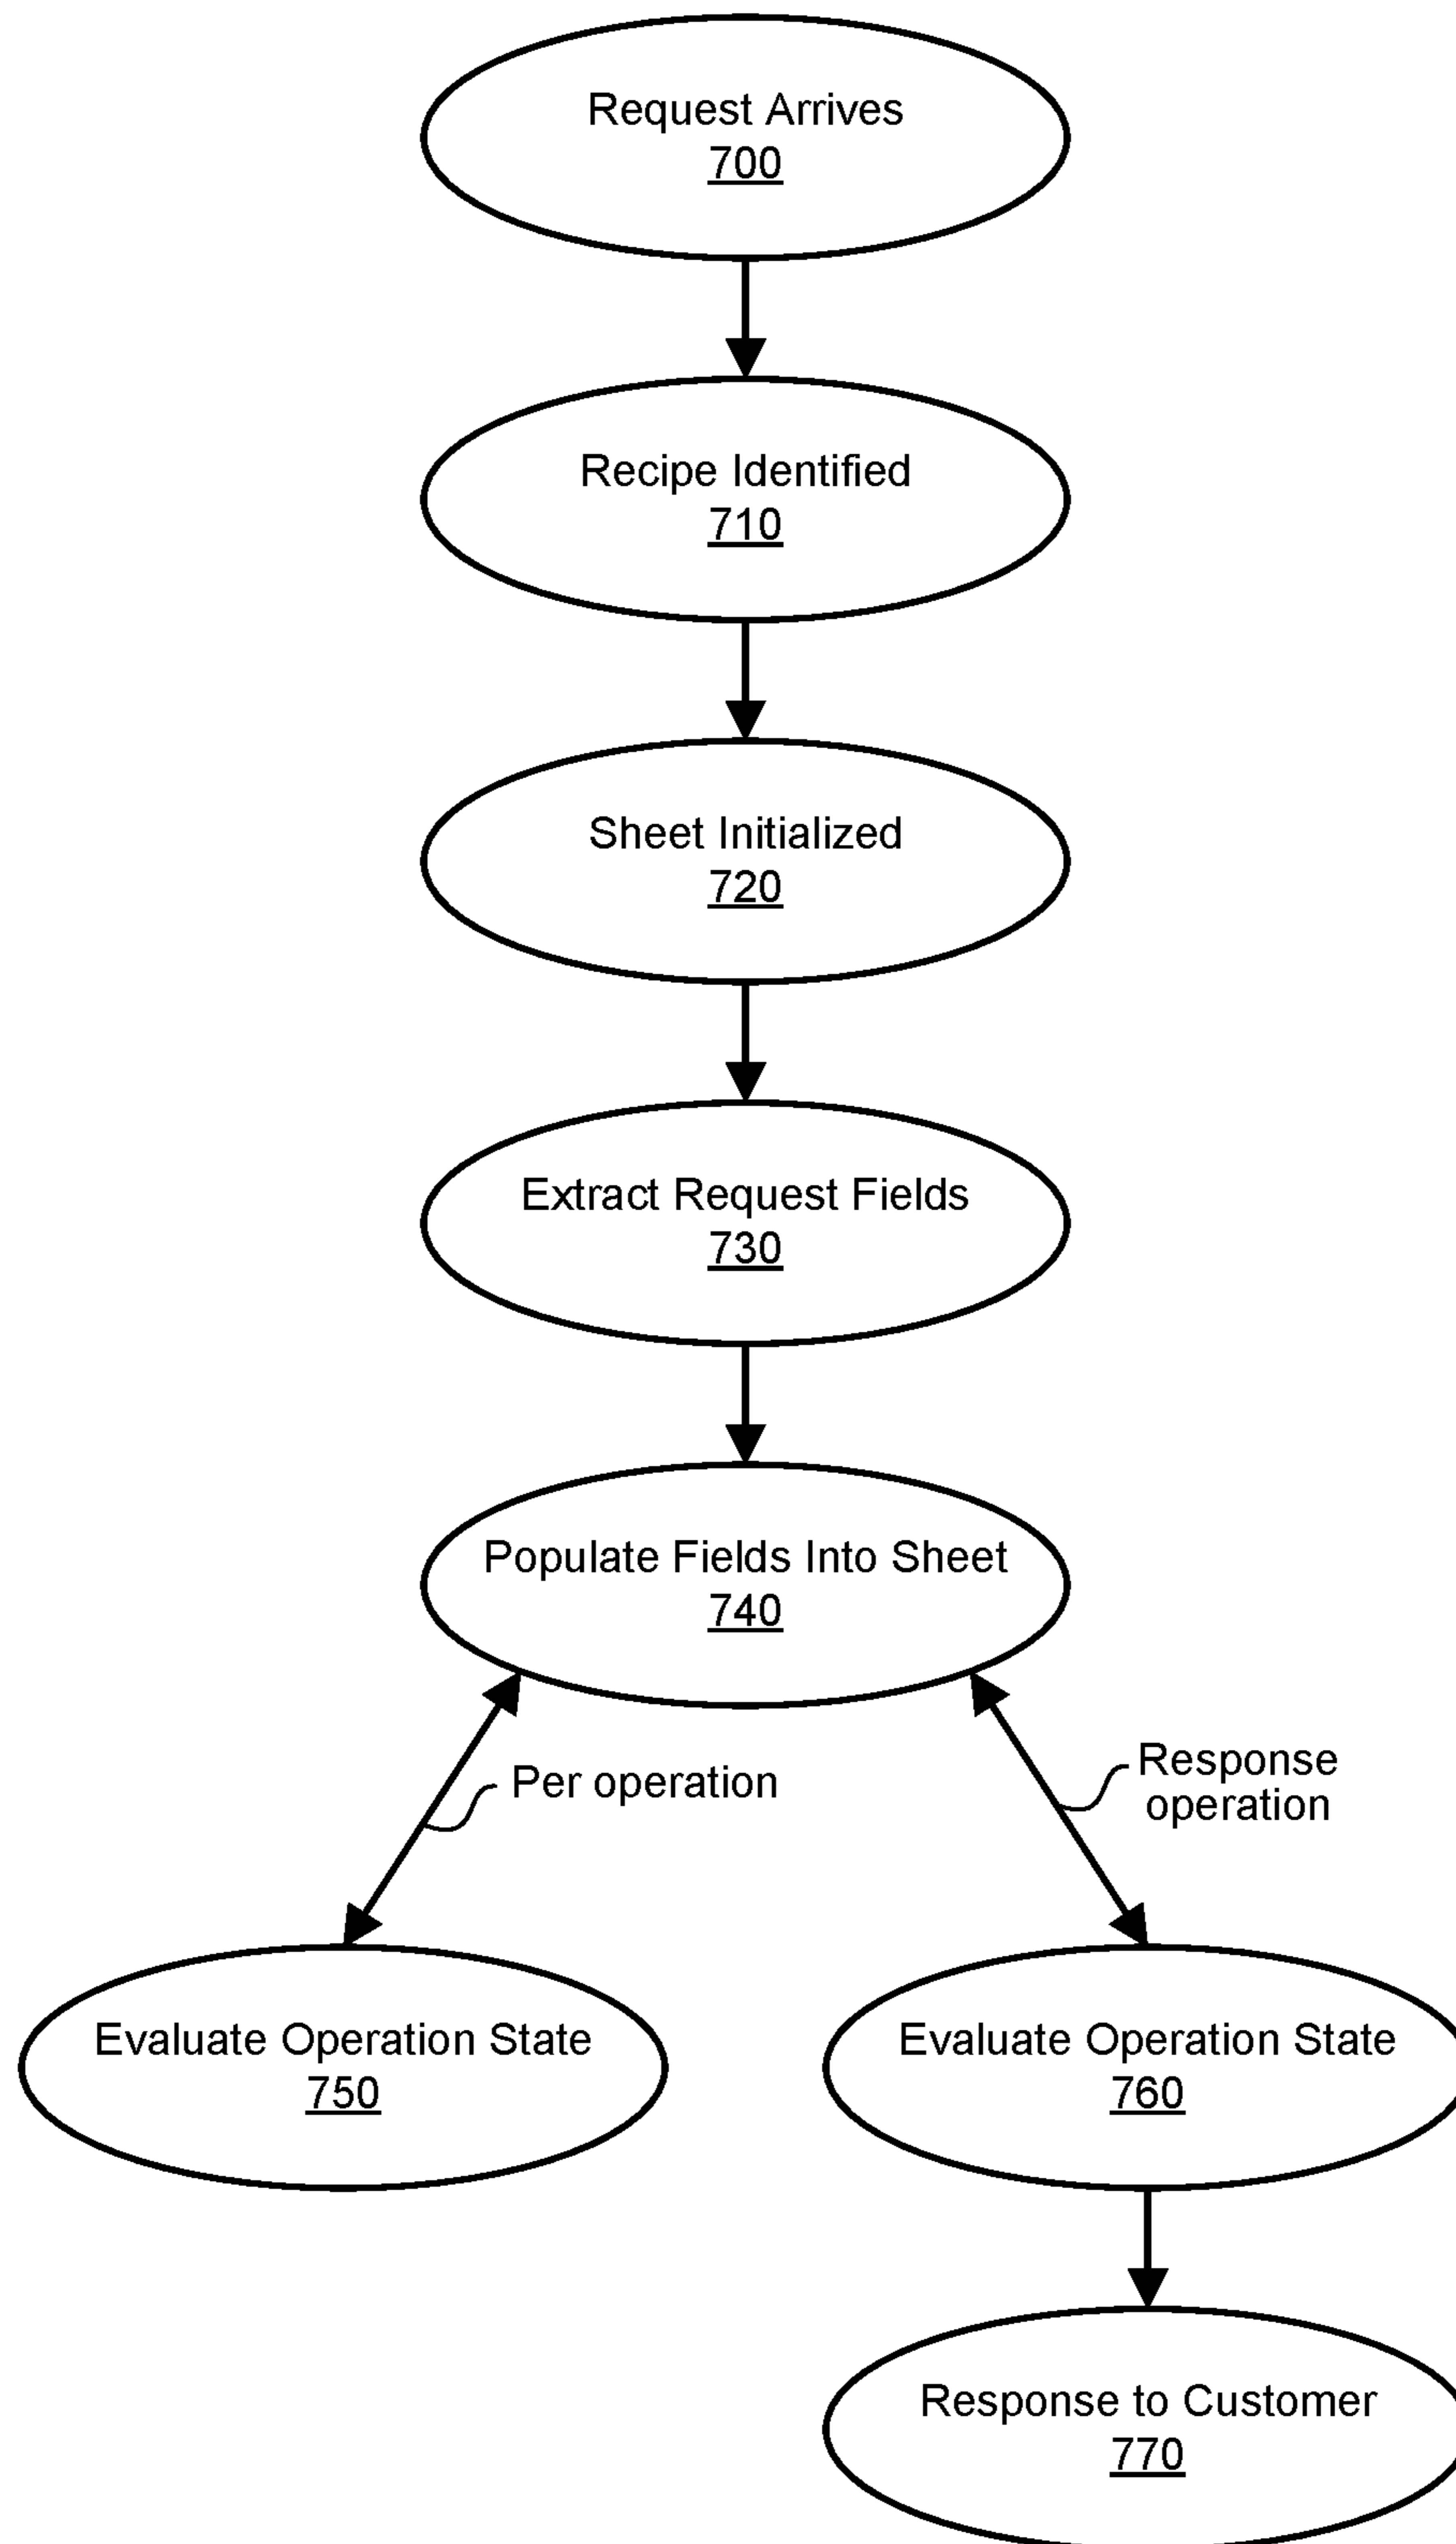 Request Arrives
700
Recipe Identified
710
Sheet Initialized
720
Extract Request Fields
730
Populate Fields Into Sheet
740
Per operation
Response
operation
Evaluate Operation State
750
Evaluate Operation State
760
Response to Customer
770